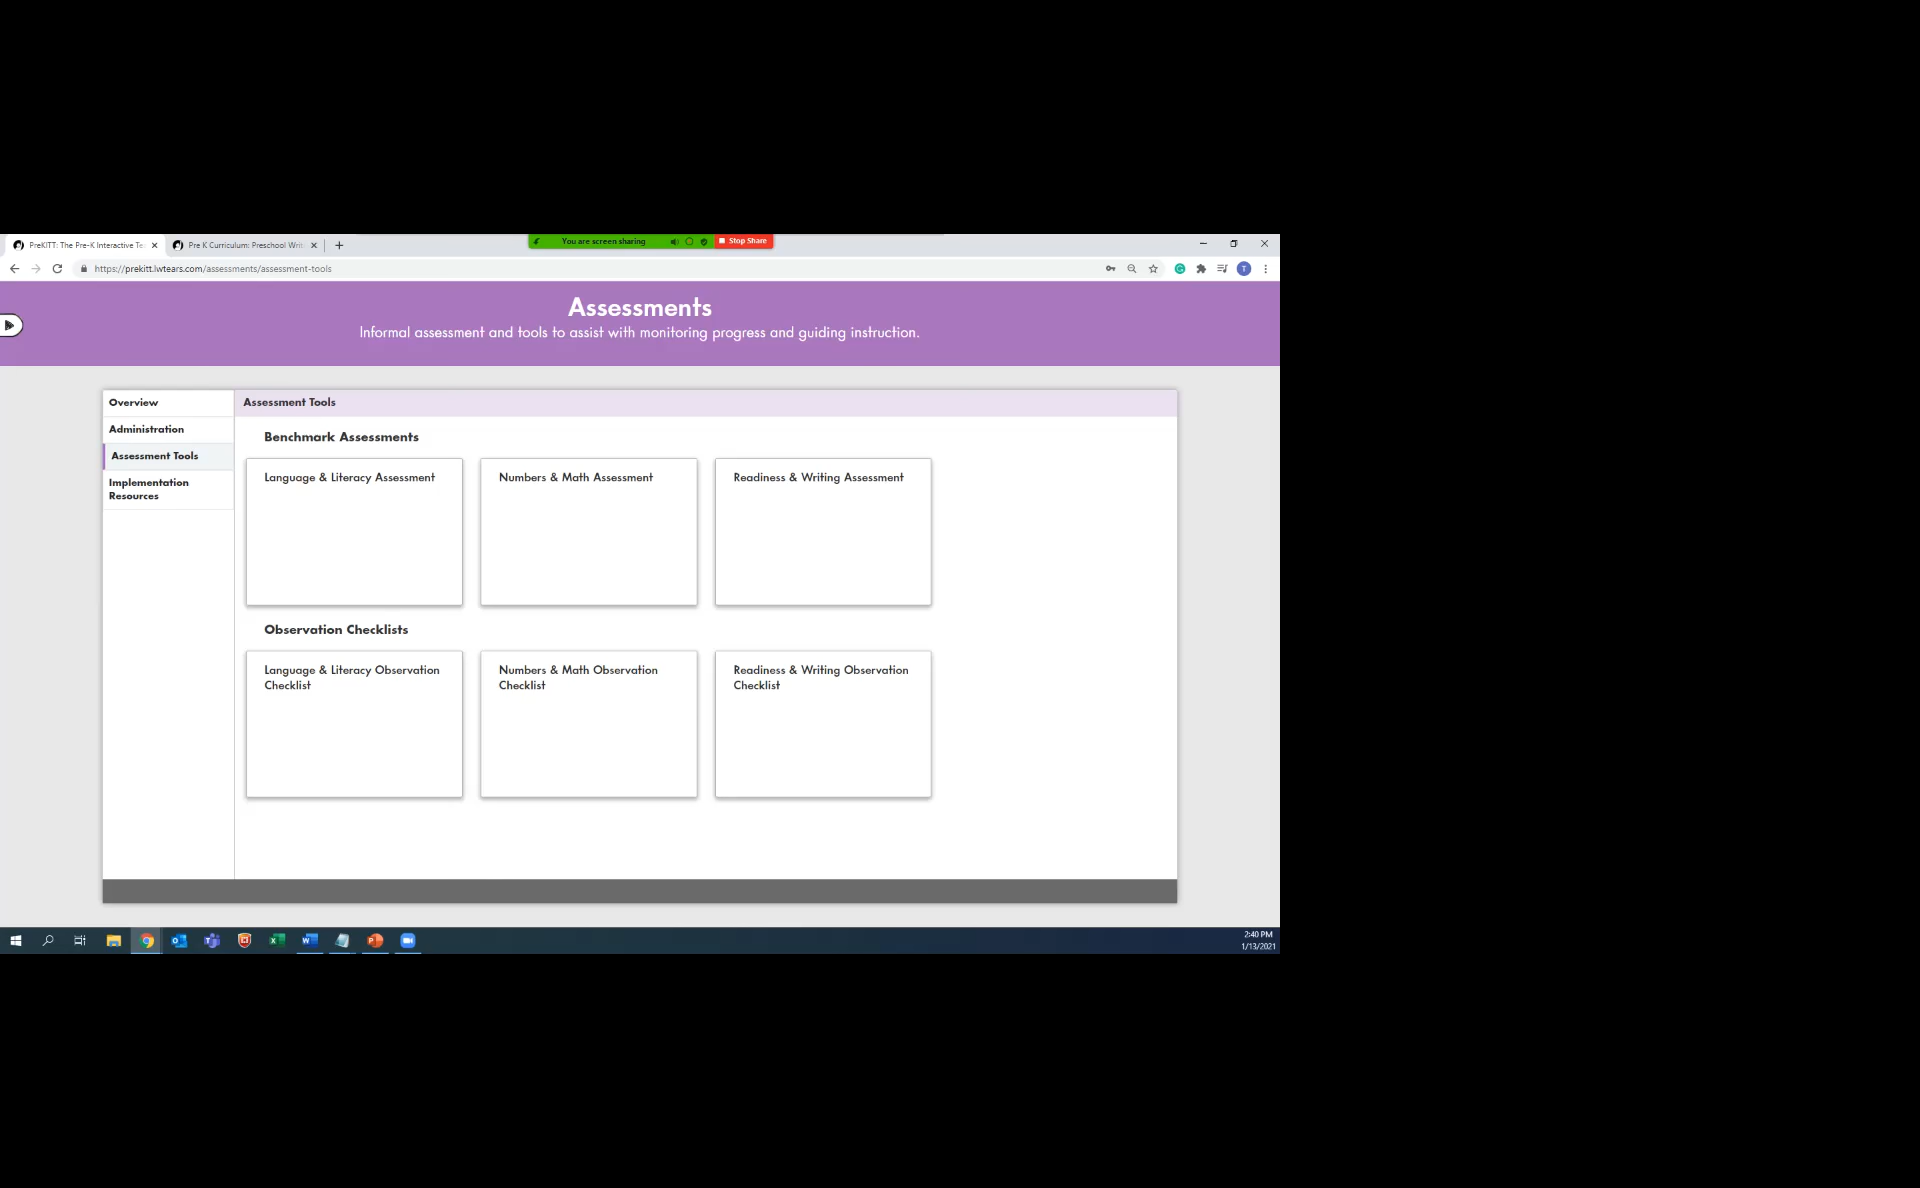 PreKITT: The Pre-K Interactive Te
Pre K Curriculum: Preschool Writ
You are screen sharing
Stop Share
https://prekitt.lwtears.com/assessments/assessment-tools
T
Assessments
Informal assessment and tools to assist with monitoring progress and guiding instruction.
Overview
Administration
Assessment Tools
Implementation
Resources
Assessment Tools
Benchmark Assessments
Language & Literacy Assessment
Numbers & Math Assessment
Readiness & Writing Assessment
Observation Checklists
Language & Literacy Observation
Checklist
Numbers & Math Observation
Checklist
Readiness & Writing Observation
Checklist
2:40 PM
1/13/2021